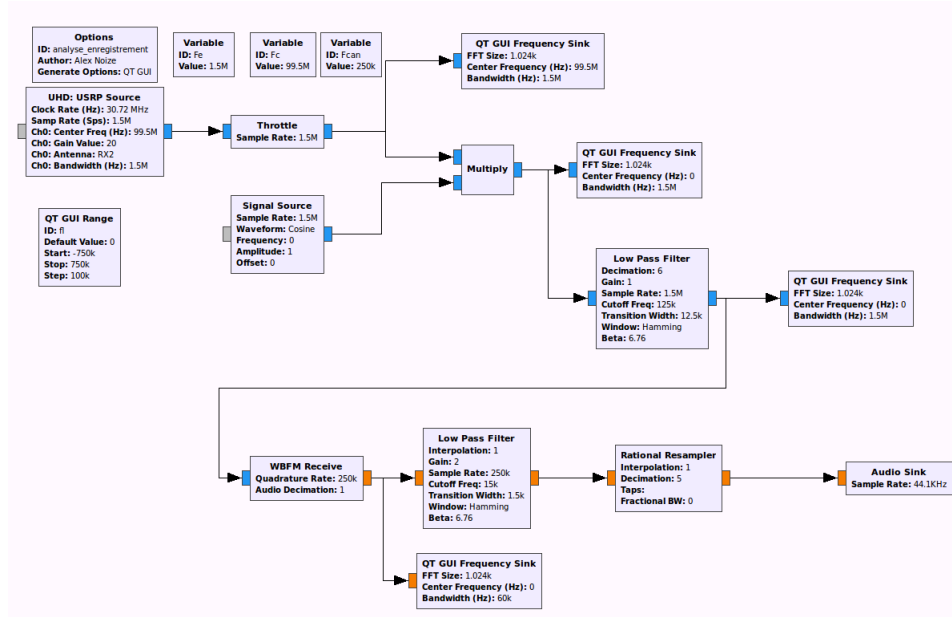 Options
ID: analyse_enregistrement
Author: Alex Noize
Generate Options: QT GUI
Variable
ID: Fe
Value: 1.5M
Variable
ID: Fc
Value: 99.5M
Variable
ID: Fcan
Value: 250k
QT GUI Frequency Sink
FFT Size: 1.024k
Center Frequency (Hz): 99.5M
Bandwidth (Hz): 1.5M
UHD: USRP Source
Clock Rate (Hz): 30.72 MHz
Samp Rate (Sps): 1.5M
Ch0: Center Freq (Hz): 99.5M
Ch0: Gain Value: 20
Ch0: Antenna: RX2
Ch0: Bandwidth (Hz): 1.5M
Throttle
Sample Rate: 1.5M
Multiply
QT GUI Frequency Sink
FFT Size: 1.024k
Center Frequency (Hz): 0
Bandwidth (Hz): 1.5M
QT GUI Range
ID: fl
Default Value: 0
Start: -750k
Stop: 750k
Step: 100k
Signal Source
Sample Rate: 1.5M
Waveform: Cosine
Frequency: 0
Amplitude: 1
Offset: 0
Low Pass Filter
Decimation: 6
Gain: 1
Sample Rate: 1.5M
Cutoff Freq: 125k
Transition Width: 12.5k
Window: Hamming
Beta: 6.76
QT GUI Frequency Sink
FFT Size: 1.024k
Center Frequency (Hz): 0
Bandwidth (Hz): 1.5M
WBFM Receive
Quadrature Rate: 250k
Audio Decimation: 1
Low Pass Filter
Interpolation: 1
Gain: 2
Sample Rate: 250k
Cutoff Freq: 15k
Transition Width: 1.5k
Window: Hamming
Beta: 6.76
Rational Resampler
Interpolation: 1
Decimation: 5
Taps:
Fractional BW: 0
Audio Sink
Sample Rate: 44.1KHz
QT GUI Frequency Sink
FFT Size: 1.024k
Center Frequency (Hz): 0
Bandwidth (Hz): 60k